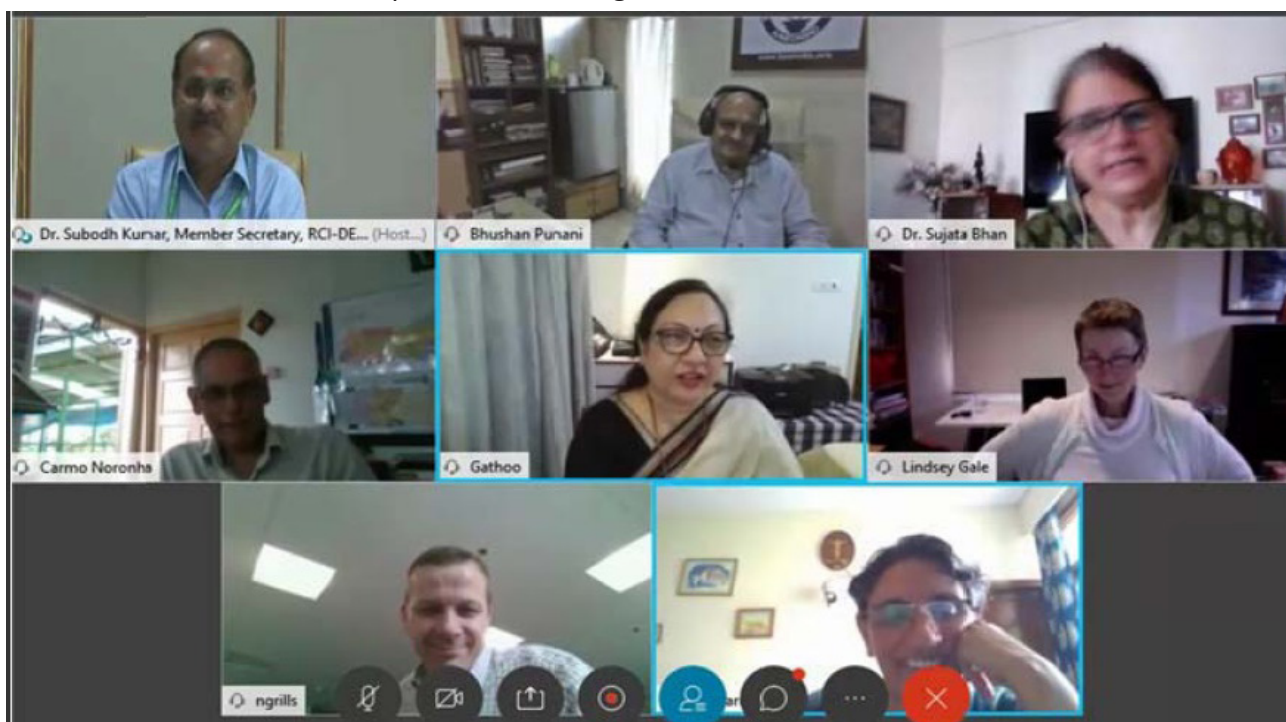 Dr. Subodh Kumar, Member Secretary, RCI-DE... (Host...)
Bhushan Punani
Dr. Sujata Bhan
Carmo Noronha
Gathoo
Lindsey Gale
ngrills